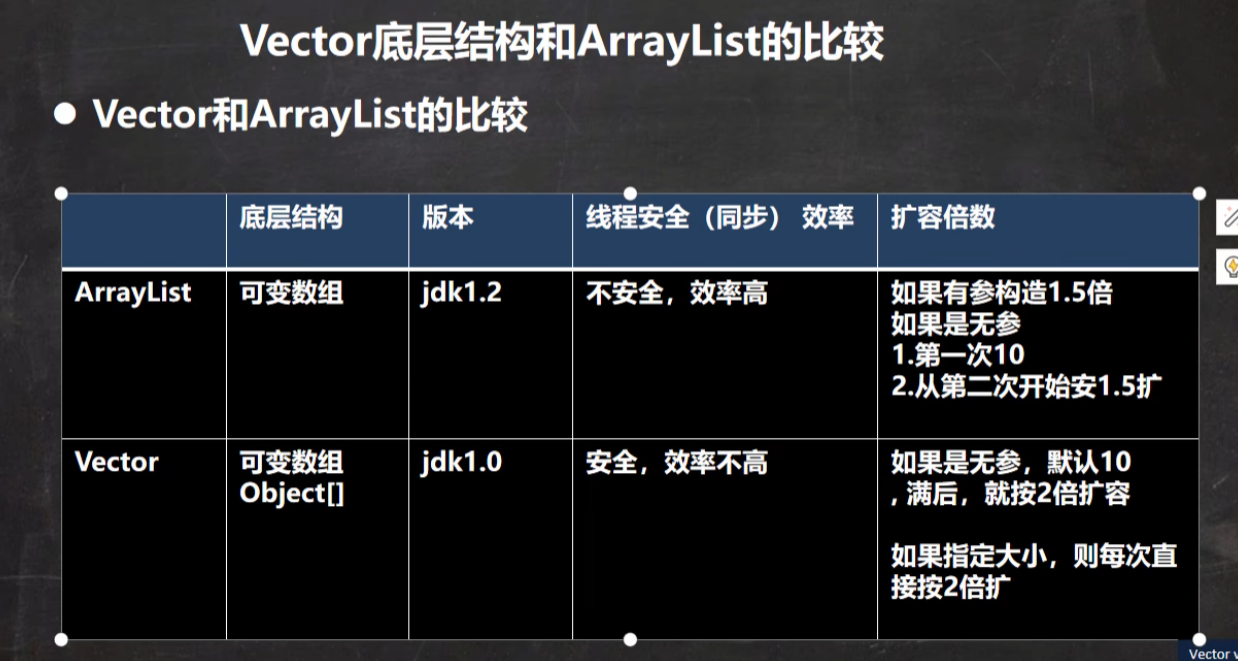 Vector底层结构和ArrayList的比较
● Vector和ArrayList的比较
底层结构 版本 线程安全（同步） 效率 扩容倍数
ArrayList 可变数组 jdk1.2 不安全，效率高 如果有参构造1.5倍
如果是无参
1.第一次10
2.从第二次开始安1.5扩
Vector 可变数组 jdk1.0 安全，效率不高 如果是无参，默认10
Object[] , 满后，就按2倍扩容
如果指定大小，则每次直
接按2倍扩
Vector v